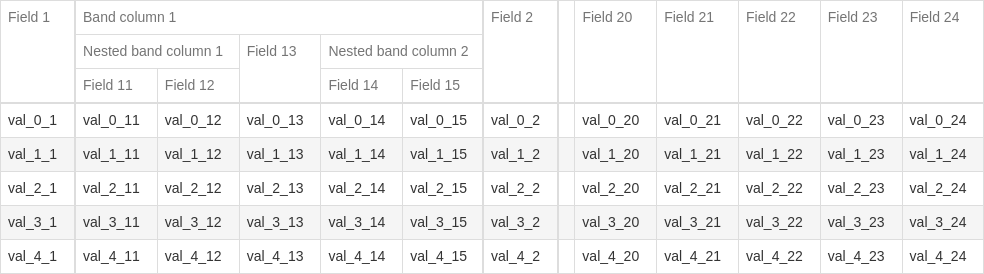 Field 1 Band column 1 Field 2 Field 20 Field 21 Field 22 Field 23 Field 24
Nested band column 1 Field 13 Nested band column 2
Field 11 Field 12 Field 14 Field 15
val_0_1 val_0_11 val_0_12 val_0_13 val_0_14 val_0_15 val_0_2 val_0_20 val_0_21 val_0_22 val_0_23 val_0_24
val_1_1 val_1_11 val_1_12 val_1_13 val_1_14 val_1_15 val_1_2 val_1_20 val_1_21 val_1_22 val_1_23 val_1_24
val_2_1 val_2_11 val_2_12 val_2_13 val_2_14 val_2_15 val_2_2 val_2_20 val_2_21 val_2_22 val_2_23 val_2_24
val_3_1 val_3_11 val_3_12 val_3_13 val_3_14 val_3_15 val_3_2 val_3_20 val_3_21 val_3_22 val_3_23 val_3_24
val_4_1 val_4_11 val_4_12 val_4_13 val_4_14 val_4_15 val_4_2 val_4_20 val_4_21 val_4_22 val_4_23 val_4_24